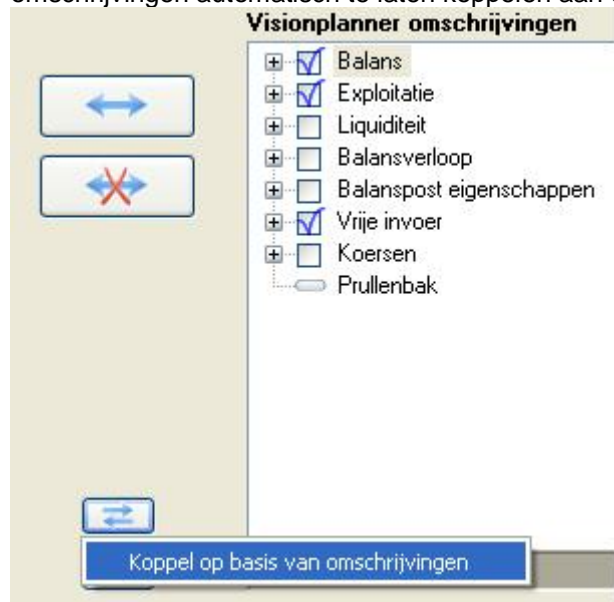 omschrijvingen automatisch te laten koppelen aan
Visionplanner omschrijvingen
Balans
Exploitatie
Liquiditeit
Balansverloop
Balanspost eigenschappen
Vrije invoer
Koersen
Prullenbak
Koppel op basis van omschrijvingen